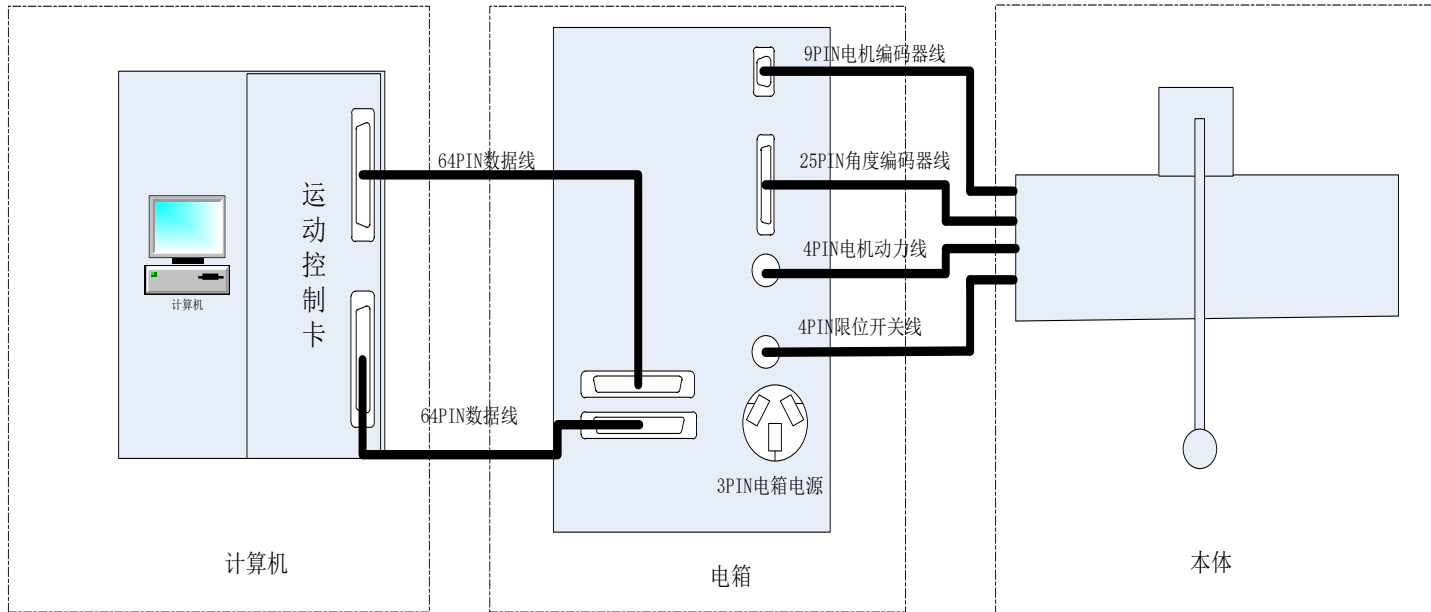 9PIN电机编码器线
64PIN数据线
25PIN角度编码器线
运动控制卡
4PIN电机动力线
计算机
4PIN限位开关线
64PIN数据线
3PIN电箱电源
计算机
电箱
本体